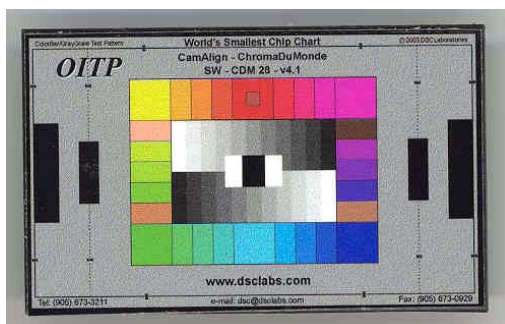 ColorBar/GrayScale Test Pattern
World's Smallest Chip Chart
© 2003 DSC Laboratories
OITP
CamAlign - ChromaDuMonde
SW - CDM 28 - v4.1
www.dsclabs.com
Tel: (905) 673-3211
e-mail: dsc@dsclabs.com
Fax: (905) 673-0929